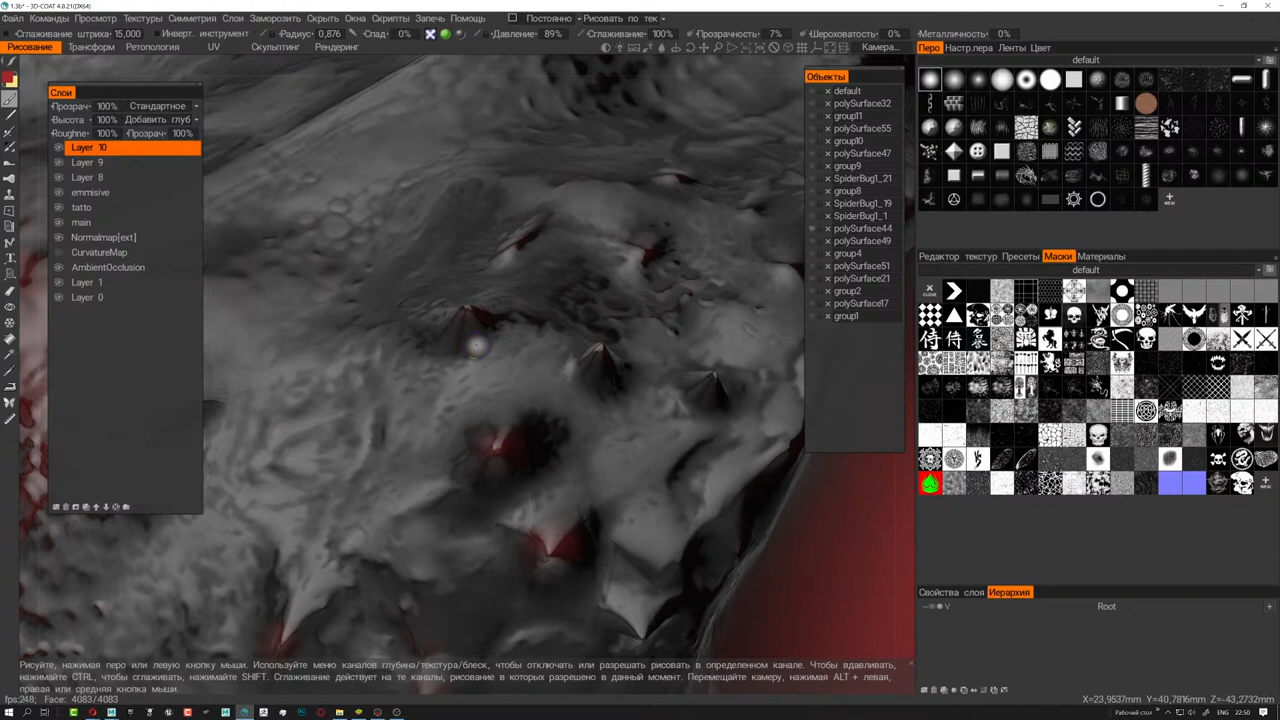 1.3b* - 3D-COAT 4.8.21(DX64)
Файлы Команды Просмотр Текстуры Симметрия Слои Заморозить Скрыть Окна Скрипты Запечь Помощь Постоянно Рисовать по тек
Сглаживание штриха 15,000 Инверт. инструмент Радиус 0,876 Спад 0% Давление 89% Сглаживание 100% Прозрачность 7% Шероховатость 0% Металличность 0%
Рисование Трансформ Ретопология UV Скульптинг Рендеринг Камера...
Перо Настр.пера Ленты Цвет
default
Слои
Прозрач 100% Стандартное
Высота 100% Добавить глуб
Roughne 100% Прозрач 100%
Layer 10
Layer 9
Layer 8
emmisive
tatto
main
Normalmap[ext]
CurvatureMap
AmbientOcclusion
Layer 1
Layer 0
Объекты
default
polySurface32
group11
polySurface55
group10
polySurface47
group9
SpiderBug1_21
group8
SpiderBug1_19
SpiderBug1_1
polySurface44
polySurface49
group4
polySurface51
polySurface21
group2
polySurface17
group1
NEW
Редактор текстур Пресеты Маски Материалы
default
CLOSE
NEW
Свойства слоя Иерархия
V Root
Рисуйте, нажимая перо или левую кнопку мыши. Используйте меню каналов глубина/текстура/блеск, чтобы отключать или разрешать рисовать в определенном канале. Чтобы вдавливать,
нажимайте CTRL, чтобы сглаживать, нажимайте SHIFT. Сглаживание действует на те каналы, рисование в которых разрешено в данный момент. Перемещайте камеру, нажимая ALT + левая,
правая или средняя кнопка мыши.
fps:248; Face: 4083/4083
X=23,9537mm Y=40,7816mm Z=-43,2732mm
Рабочий стол ENG 22:50